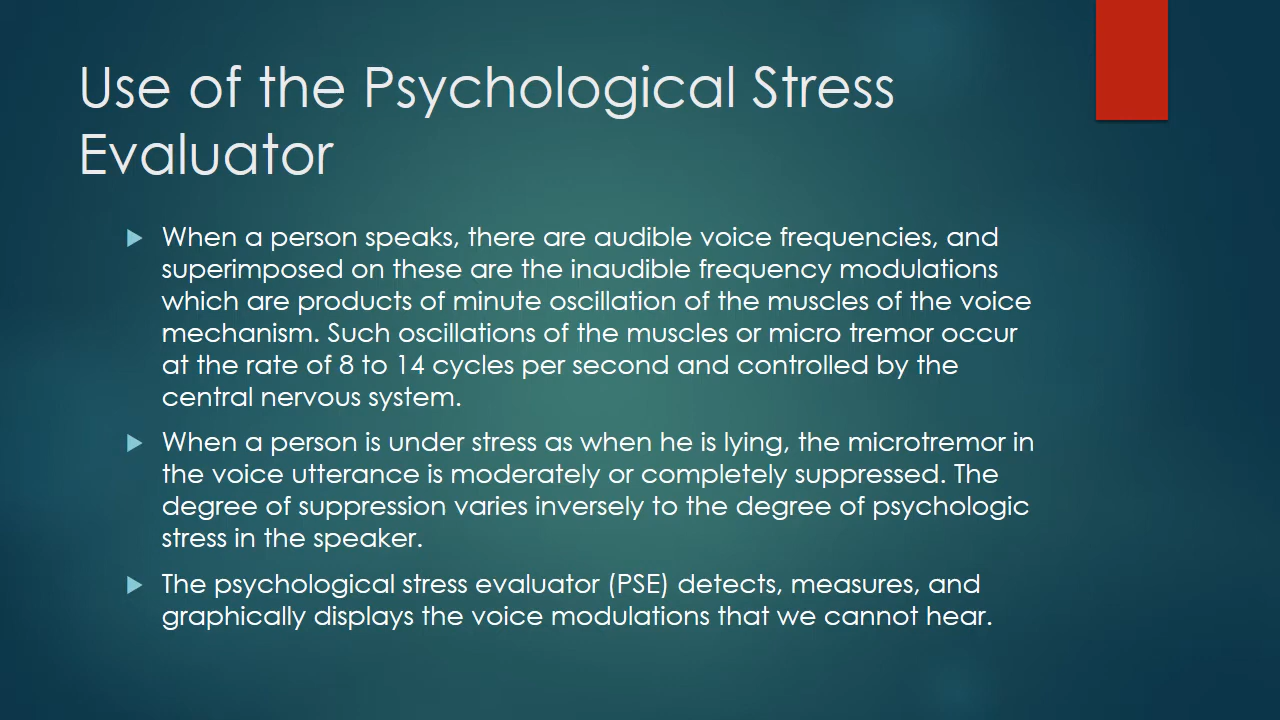 Use of the Psychological Stress
Evaluator
When a person speaks, there are audible voice frequencies, and
superimposed on these are the inaudible frequency modulations
which are products of minute oscillation of the muscles of the voice
mechanism. Such oscillations of the muscles or micro tremor occur
at the rate of 8 to 14 cycles per second and controlled by the
central nervous system.
When a person is under stress as when he is lying, the microtremor in
the voice utterance is moderately or completely suppressed. The
degree of suppression varies inversely to the degree of psychologic
stress in the speaker.
The psychological stress evaluator (PSE) detects, measures, and
graphically displays the voice modulations that we cannot hear.